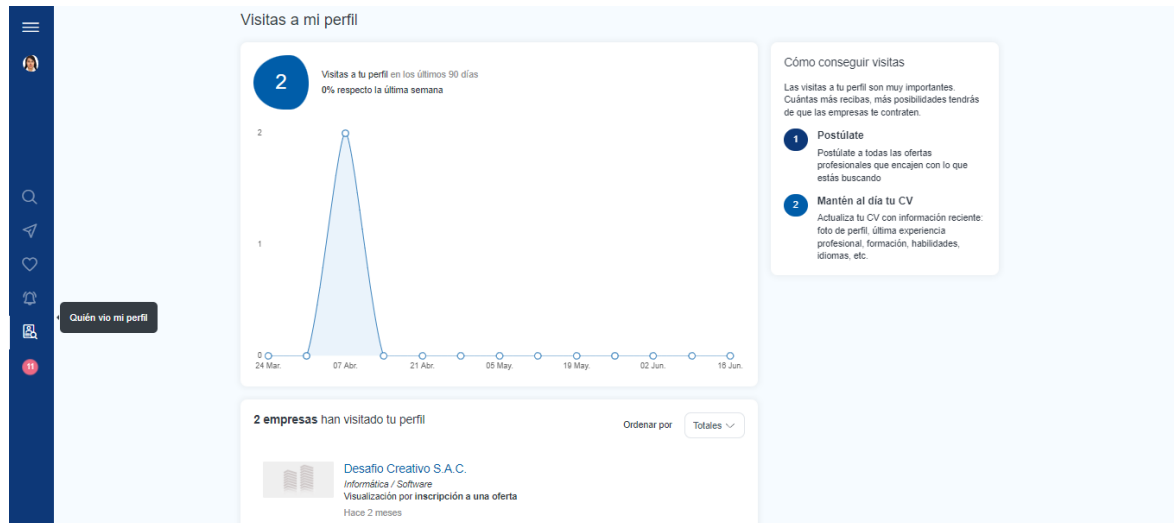 Visitas a mi perfil
2
Visitas a tu perfil en los últimos 90 días
0% respecto la última semana
2
1
0
24 Mar.
07 Abr.
21 Abr.
05 May.
19 May.
02 Jun.
16 Jun.
Cómo conseguir visitas
Las visitas a tu perfil son muy importantes.
Cuántas más recibas, más posibilidades tendrás
de que las empresas te contraten.
1
Postúlate
Postúlate a todas las ofertas
profesionales que encajen con lo que
estás buscando
2
Mantén al día tu CV
Actualiza tu CV con información reciente:
foto de perfil, última experiencia
profesional, formación, habilidades,
idiomas, etc.
Quién vio mi perfil
11
2 empresas han visitado tu perfil
Ordenar por
Totales
Desafio Creativo S.A.C.
Informática / Software
Visualización por inscripción a una oferta
Hace 2 meses